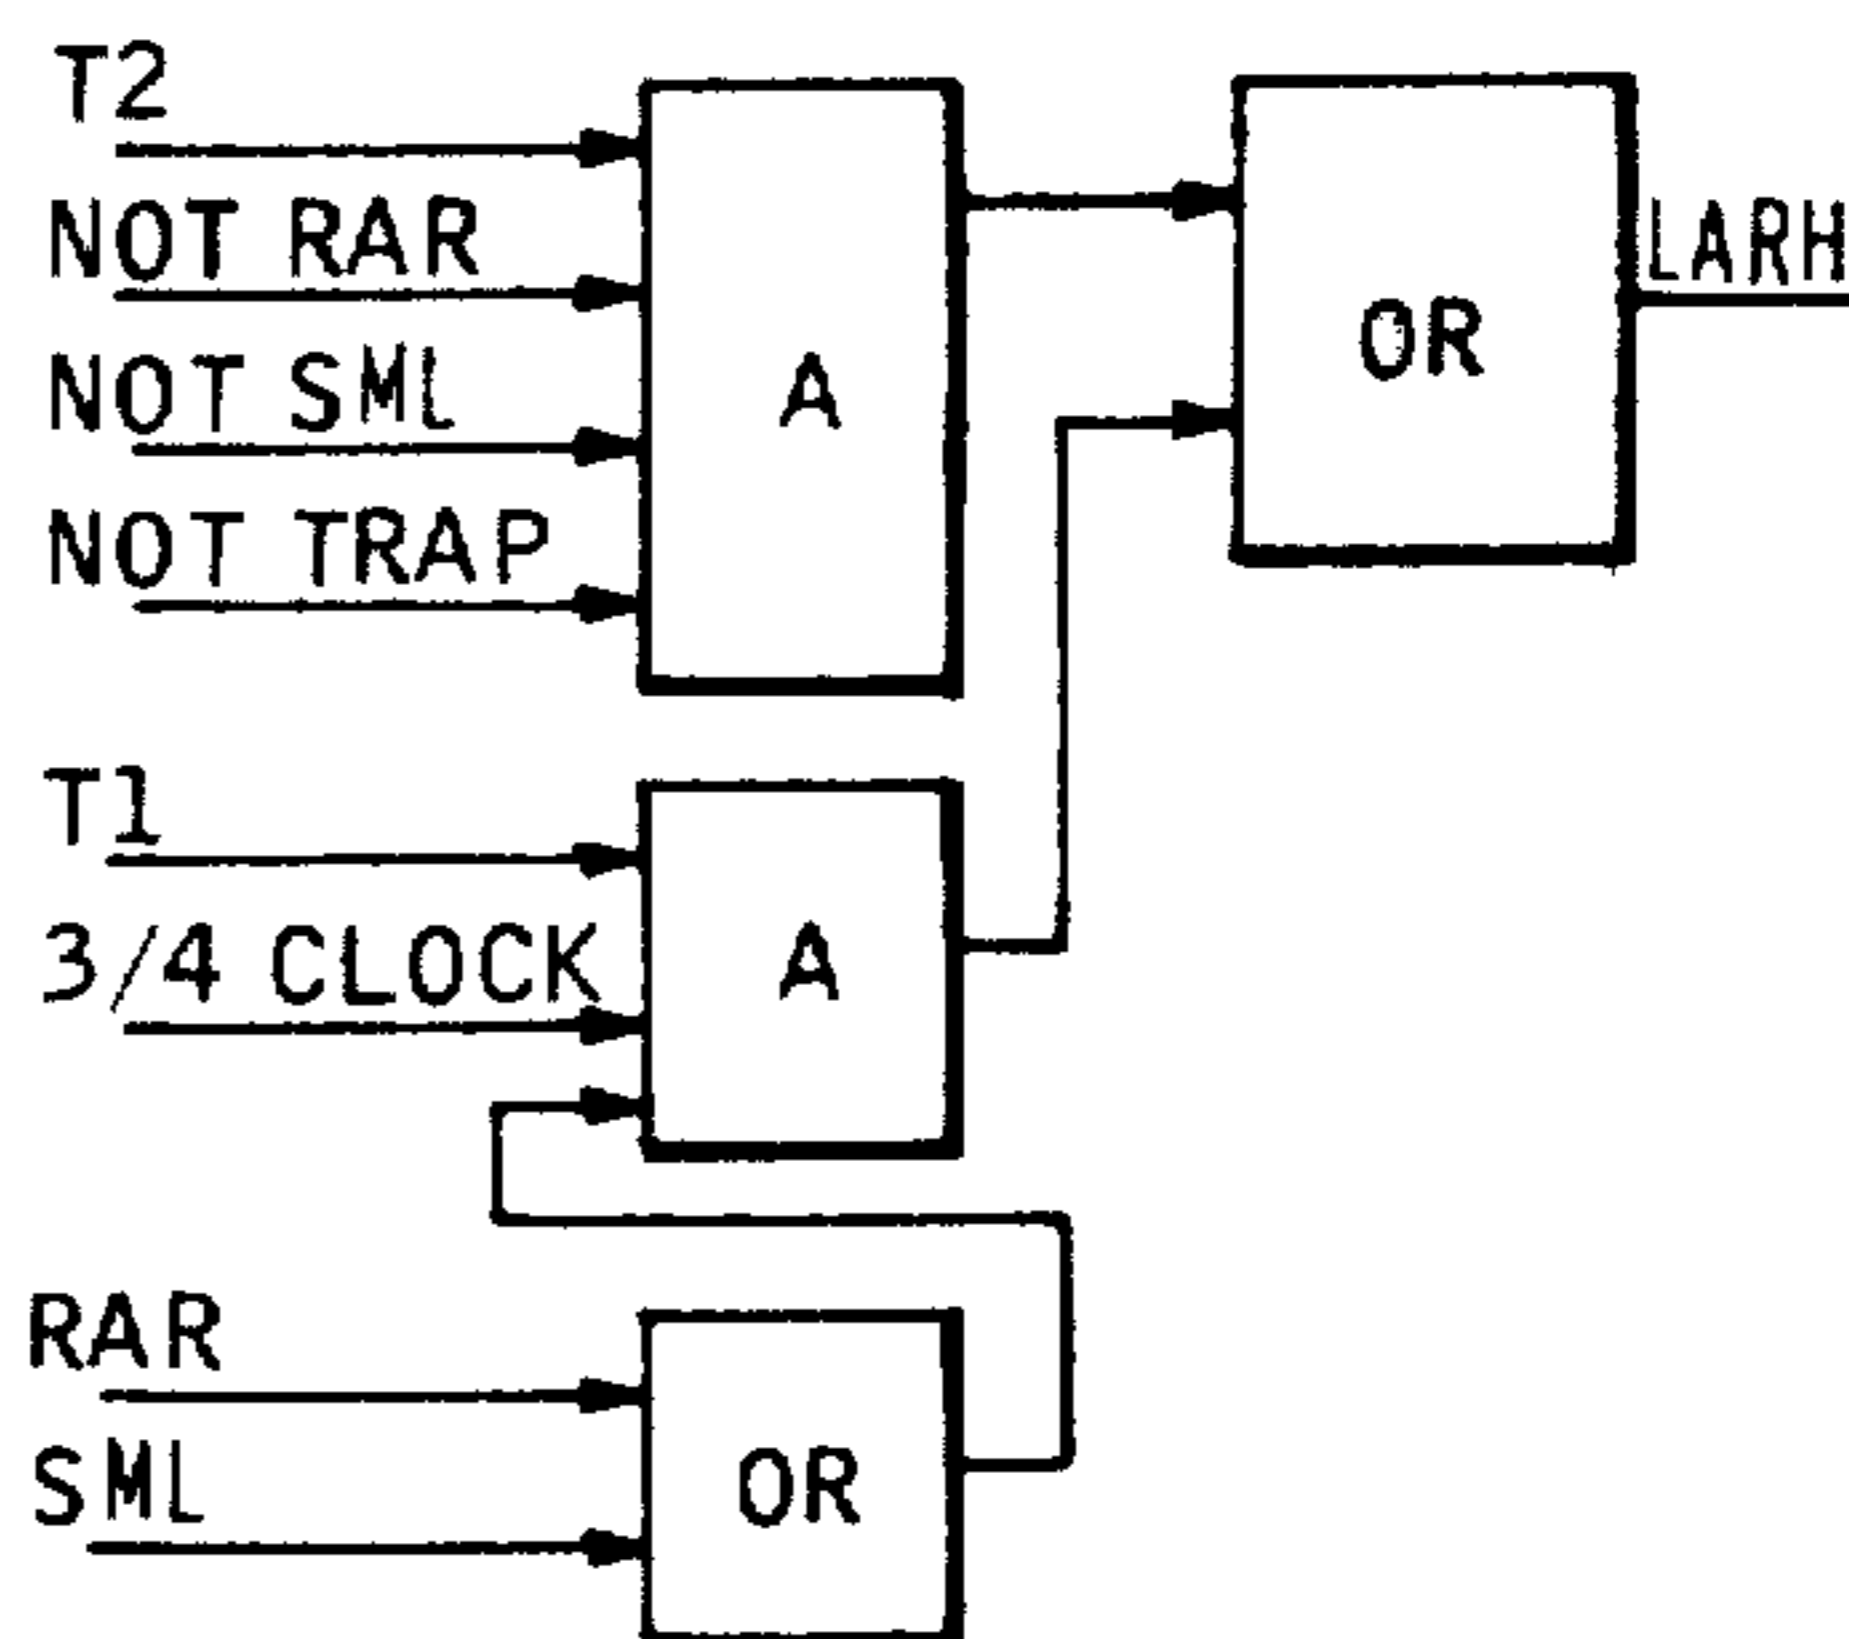 T2
NOT RAR
NOT SML
NOT TRAP
A
OR
LARH
T1
3/4 CLOCK
A
RAR
SML
OR